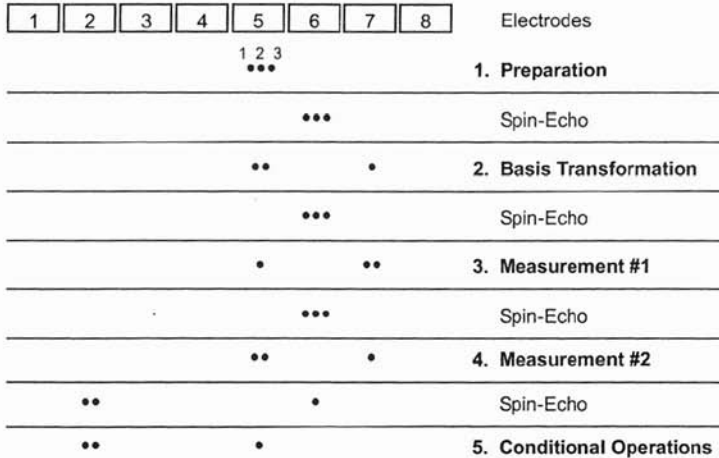 1 2 3 4 5 6 7 8 Electrodes
1 2 3
1. Preparation
Spin-Echo
2. Basis Transformation
Spin-Echo
3. Measurement #1
Spin-Echo
4. Measurement #2
Spin-Echo
5. Conditional Operations